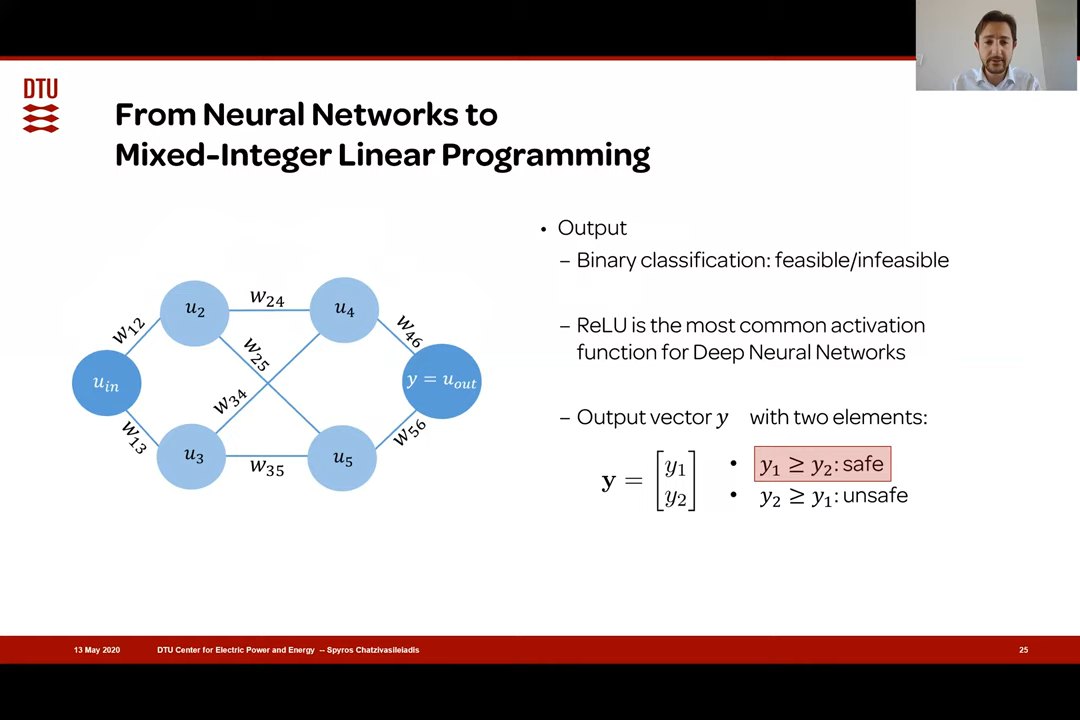 DTU
From Neural Networks to
Mixed-Integer Linear Programming
• Output
– Binary classification: feasible/infeasible
– ReLU is the most common activation
function for Deep Neural Networks
– Output vector y with two elements:
y = [y₁ y₂]
• y₁ ≥ y₂: safe
• y₂ ≥ y₁: unsafe
u₂
w₂₄
u₄
w₁₂
w₂₅
w₄₆
u_in
y = u_out
w₁₃
w₃₄
w₅₆
u₃
w₃₅
u₅
13 May 2020
DTU Center for Electric Power and Energy -- Spyros Chatzivasileiadis
25